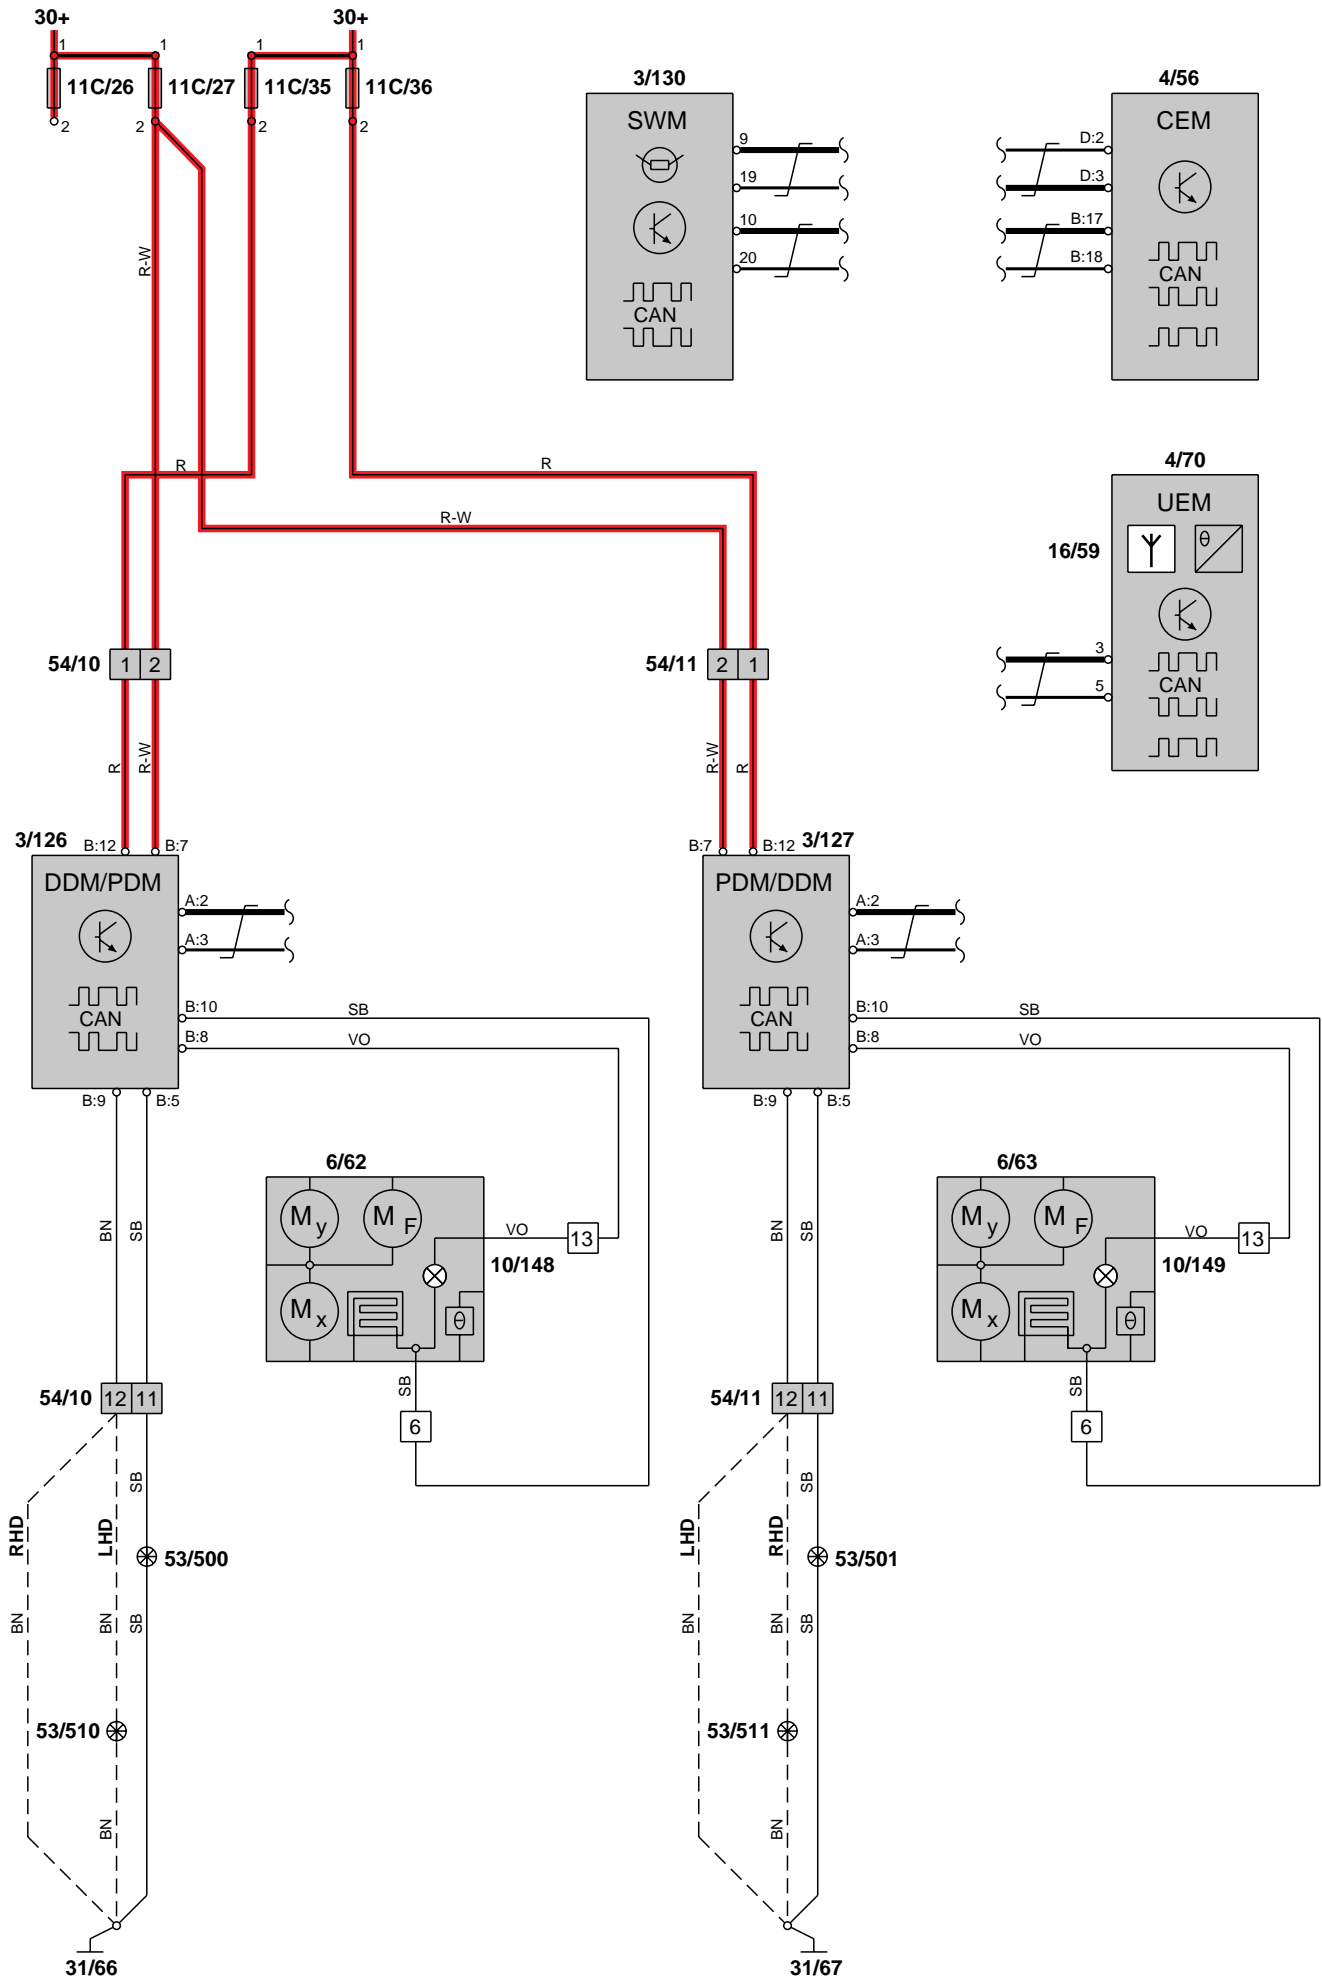 30+
30+
1
1
1
1
11C/26
11C/27
11C/35
11C/36
2
2
2
2
3/130
SWM
9
19
10
20
CAN
4/56
CEM
D:2
D:3
B:17
B:18
CAN
R-W
R
R
R-W
4/70
UEM
16/59
θ
3
5
CAN
54/10
1
2
54/11
2
1
R
R-W
R-W
R
3/126
B:12
B:7
DDM/PDM
A:2
A:3
CAN
B:10
SB
B:8
VO
B:9
B:5
B:7
B:12
3/127
PDM/DDM
A:2
A:3
CAN
B:10
SB
B:8
VO
B:9
B:5
BN
SB
6/62
My
MF
Mx
θ
VO
13
10/148
SB
6
BN
SB
6/63
My
MF
Mx
θ
VO
13
10/149
SB
6
54/10
12
11
54/11
12
11
SB
RHD
LHD
53/500
BN
BN
SB
53/510
BN
31/66
SB
LHD
RHD
53/501
BN
BN
SB
53/511
BN
31/67